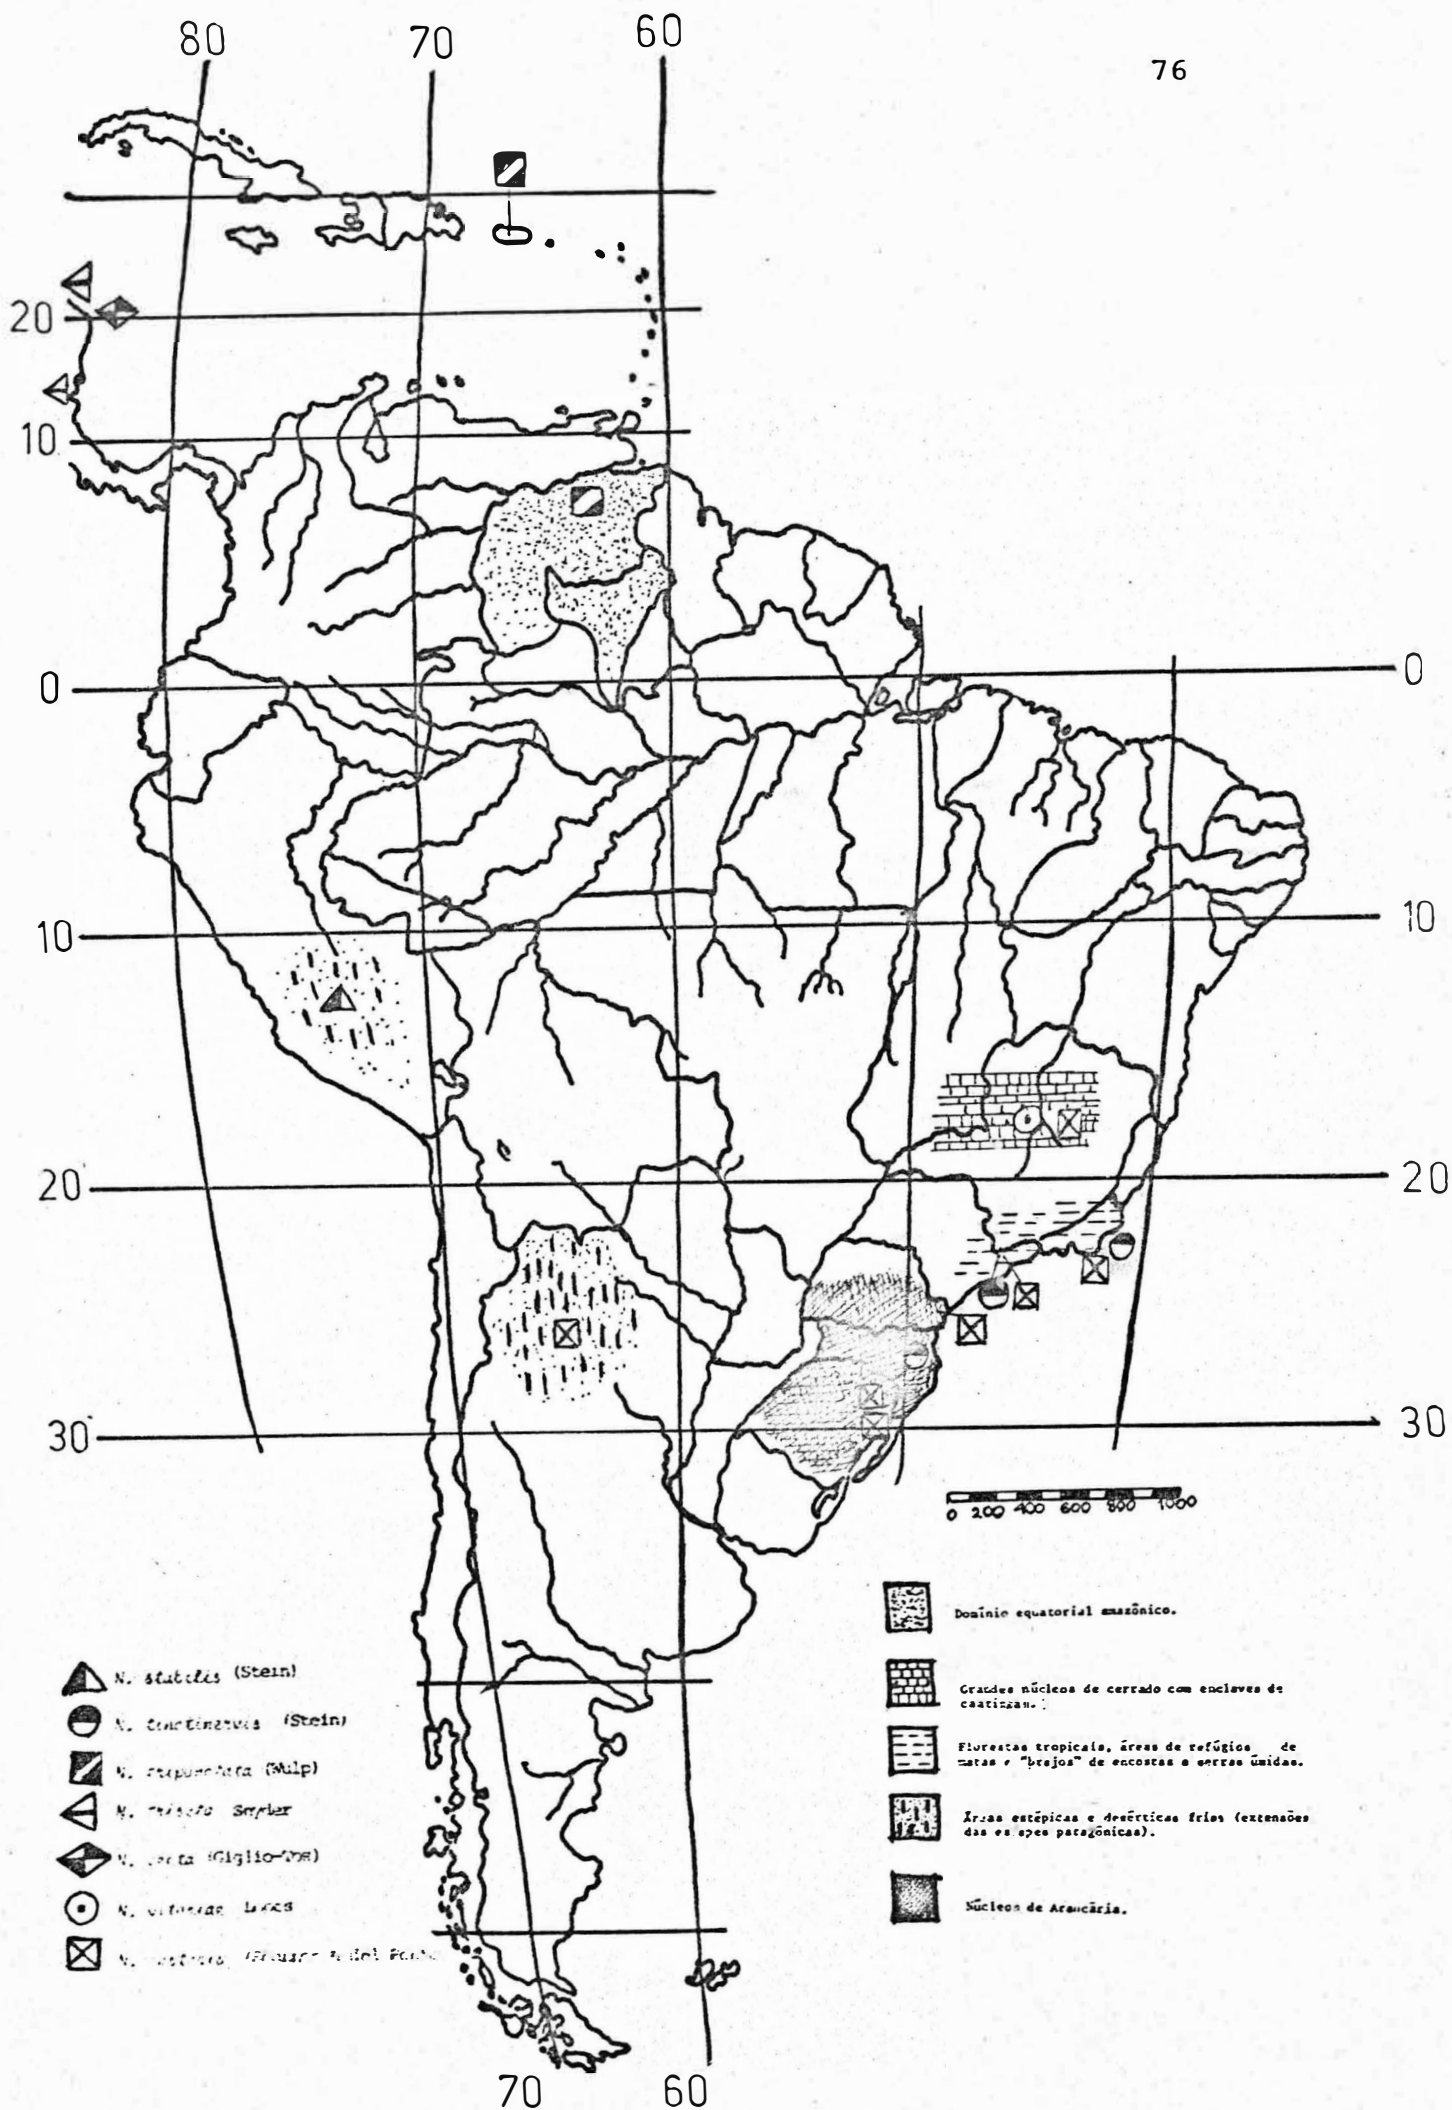 80
70
60
76
20
10
0
0
10
10
20
20
30
30
0 200 400 600 800 1000
Domínio equatorial amazônico.
Grandes núcleos de cerrado com enclaves de
caatingas.
Florestas tropicais, áreas de refúgios de
matas e "brejos" de encostas e serras úmidas.
Áreas estépicas e desérticas frias (extensões
das patagônicas).
Núcleos de Araucária.
N. (Stein)
N. (Stein)
N. (Wulp)
N. Snyder
N. (Giglio-Tos)
N.
N.
70
60